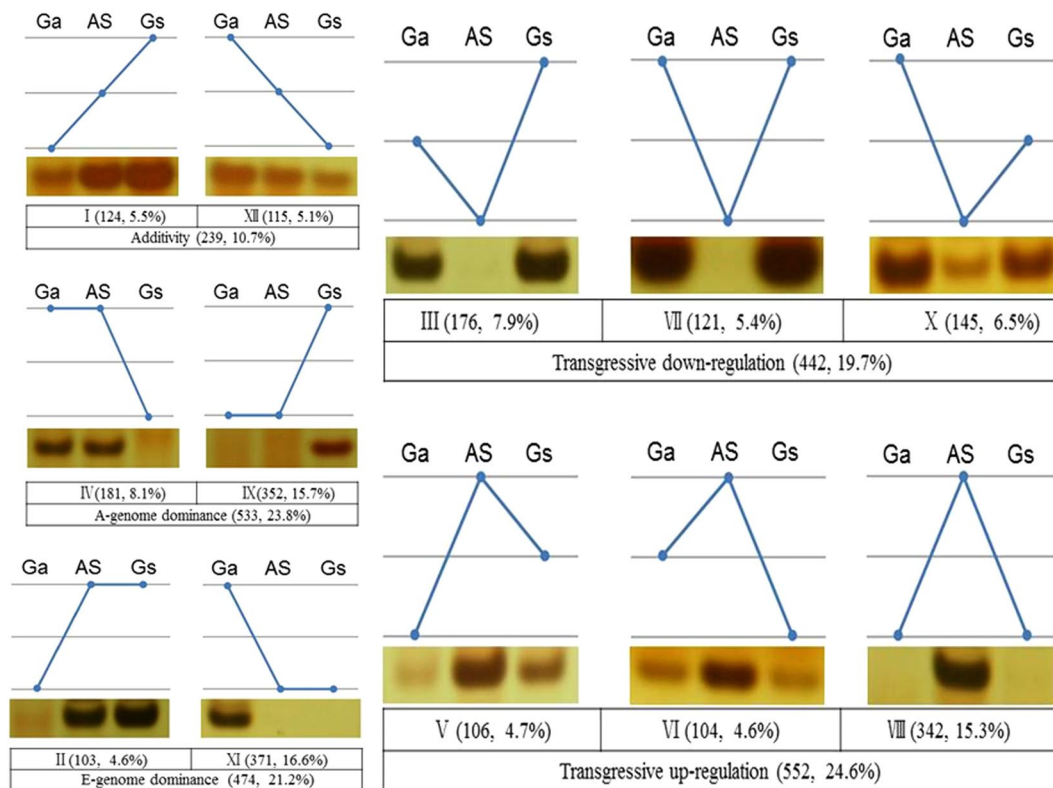 Ga AS Gs
Ga AS Gs
Ⅰ (124, 5.5%)
Ⅻ (115, 5.1%)
Additivity (239, 10.7%)
Ga AS Gs
Ga AS Gs
Ⅳ (181, 8.1%)
Ⅸ (352, 15.7%)
A-genome dominance (533, 23.8%)
Ga AS Gs
Ga AS Gs
Ⅱ (103, 4.6%)
Ⅺ (371, 16.6%)
E-genome dominance (474, 21.2%)
Ga AS Gs
Ga AS Gs
Ga AS Gs
Ⅲ (176, 7.9%)
Ⅶ (121, 5.4%)
Ⅹ (145, 6.5%)
Transgressive down-regulation (442, 19.7%)
Ga AS Gs
Ga AS Gs
Ga AS Gs
Ⅴ (106, 4.7%)
Ⅵ (104, 4.6%)
Ⅷ (342, 15.3%)
Transgressive up-regulation (552, 24.6%)